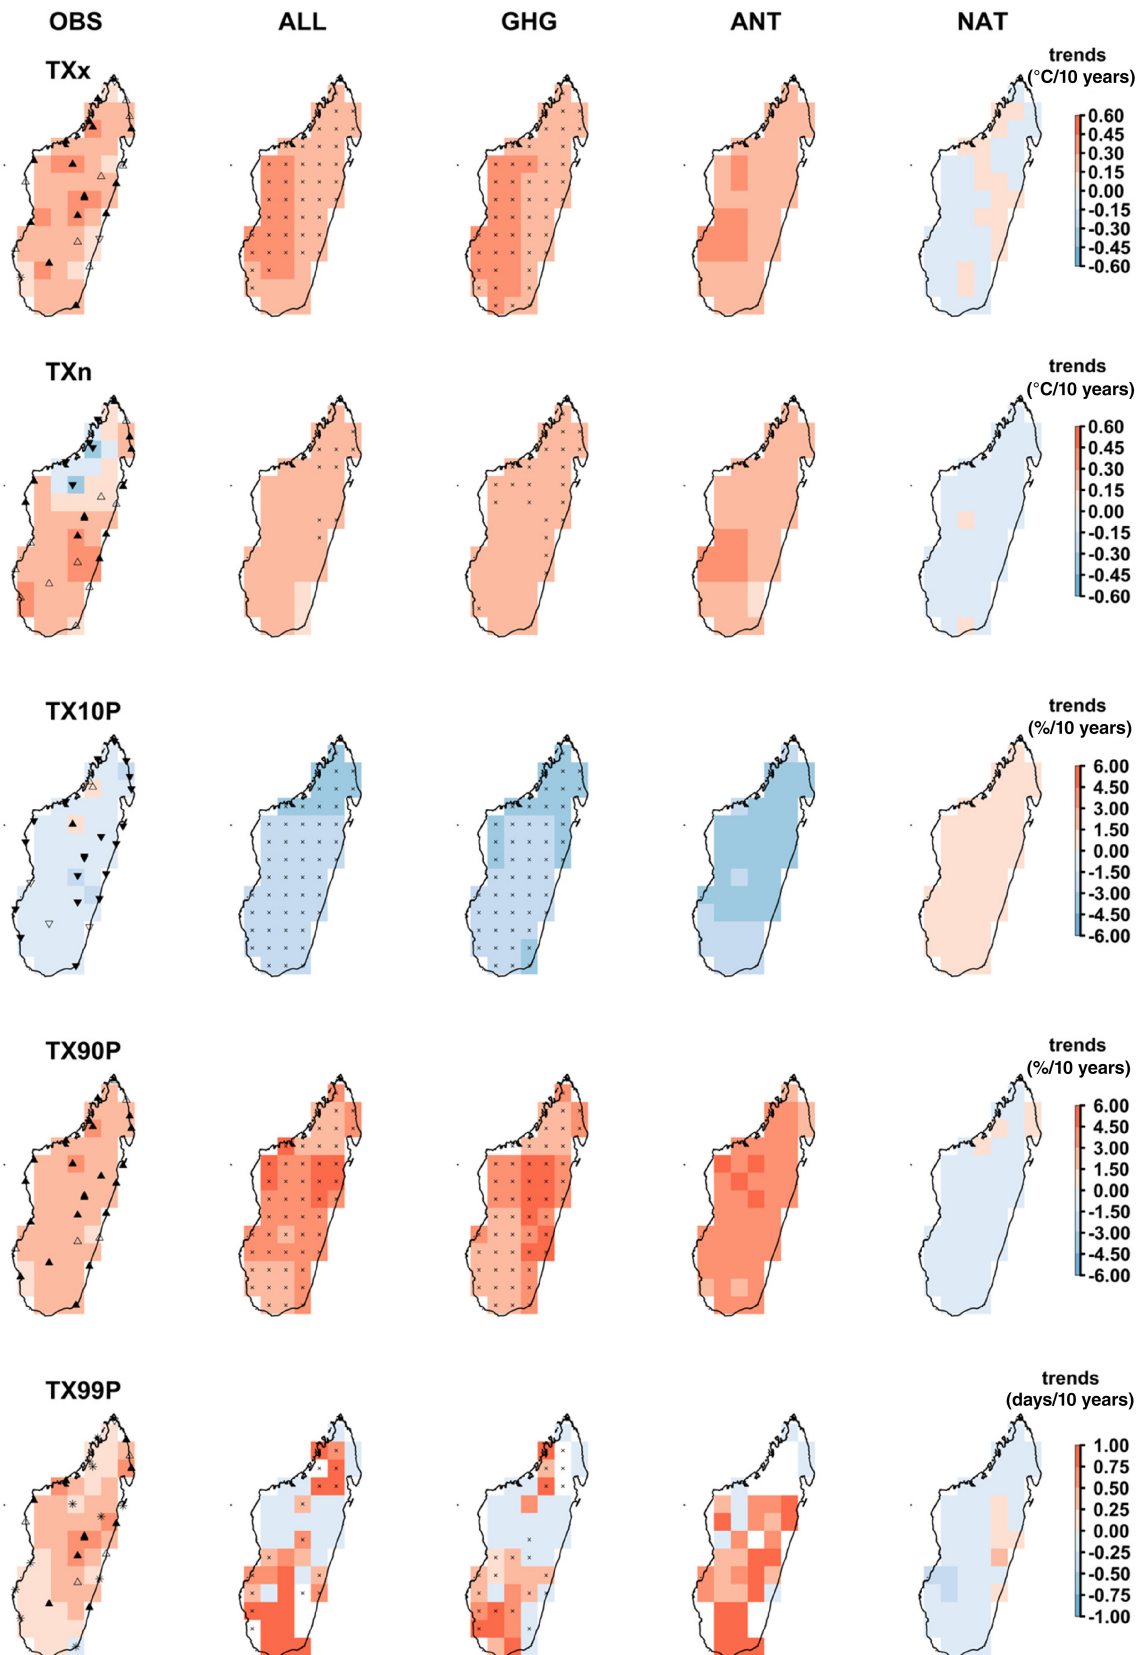 OBS ALL GHG ANT NAT
TXx
trends
(°C/10 years)
0.60
0.45
0.30
0.15
0.00
-0.15
-0.30
-0.45
-0.60
TXn
trends
(°C/10 years)
0.60
0.45
0.30
0.15
0.00
-0.15
-0.30
-0.45
-0.60
TX10P
trends
(%/10 years)
6.00
4.50
3.00
1.50
0.00
-1.50
-3.00
-4.50
-6.00
TX90P
trends
(%/10 years)
6.00
4.50
3.00
1.50
0.00
-1.50
-3.00
-4.50
-6.00
TX99P
trends
(days/10 years)
1.00
0.75
0.50
0.25
0.00
-0.25
-0.50
-0.75
-1.00